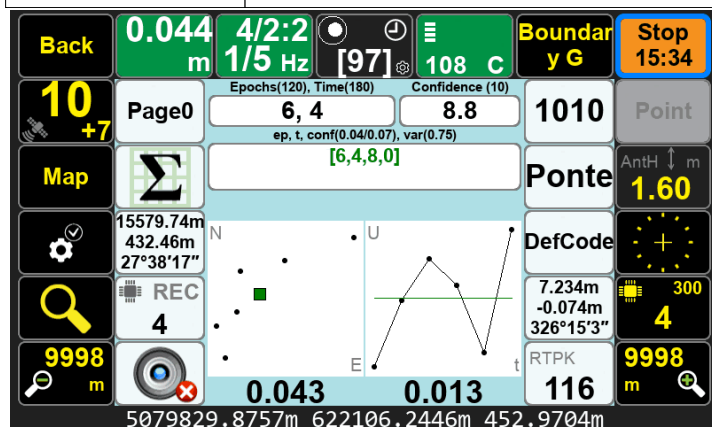 Back
0.044
m
4/2:2
1/5 Hz
[97]
108 C
Boundar
y G
Stop
15:34
10
+7
Page0
Epochs(120), Time(180)
6, 4
Confidence (10)
8.8
1010
Point
Map
Σ
ep, t, conf(0.04/0.07), var(0.75)
[6,4,8,0]
Ponte
AntH m
1.60
15579.74m
432.46m
27°38'17"
N
E
U
t
DefCode
REC
4
7.234m
-0.074m
326°15'3"
300
4
9998
m
0.043
0.013
RTPK
116
9998
m
5079829.8757m 622106.2446m 452.9704m